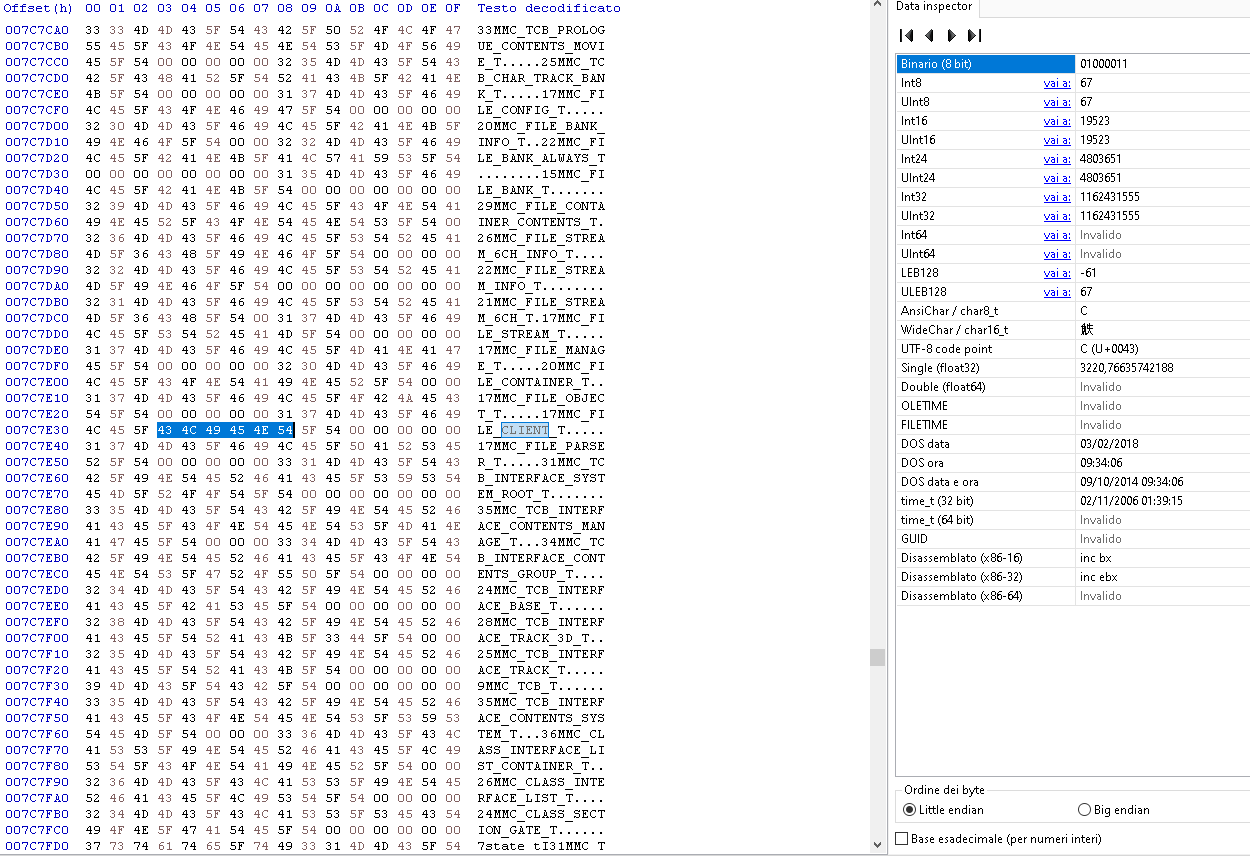 Offset(h) 00 01 02 03 04 05 06 07 08 09 0A 0B 0C 0D 0E 0F Testo decodificato
007C7CA0 33 33 4D 4D 43 5F 54 43 42 5F 50 52 4F 4C 4F 47 33MMC_TCB_PROLOG
007C7CB0 55 45 5F 43 4F 4E 54 45 4E 54 53 5F 4D 4F 56 49 UE_CONTENTS_MOVI
007C7CC0 45 5F 54 00 00 00 00 00 32 35 4D 4D 43 5F 54 43 E_T.....25MMC_TC
007C7CD0 42 5F 43 48 41 52 5F 54 52 41 43 4B 5F 42 41 4E B_CHAR_TRACK_BAN
007C7CE0 4B 5F 54 00 00 00 00 00 31 37 4D 4D 43 5F 46 49 K_T.....17MMC_FI
007C7CF0 4C 45 5F 43 4F 4E 46 49 47 5F 54 00 00 00 00 00 LE_CONFIG_T.....
007C7D00 32 30 4D 4D 43 5F 46 49 4C 45 5F 42 41 4E 4B 5F 20MMC_FILE_BANK_
007C7D10 49 4E 46 4F 5F 54 00 00 32 32 4D 4D 43 5F 46 49 INFO_T..22MMC_FI
007C7D20 4C 45 5F 42 41 4E 4B 5F 41 4C 57 41 59 53 5F 54 LE_BANK_ALWAYS_T
007C7D30 00 00 00 00 00 00 00 00 31 35 4D 4D 43 5F 46 49 ........15MMC_FI
007C7D40 4C 45 5F 42 41 4E 4B 5F 54 00 00 00 00 00 00 00 LE_BANK_T.......
007C7D50 32 39 4D 4D 43 5F 46 49 4C 45 5F 43 4F 4E 54 41 29MMC_FILE_CONTA
007C7D60 49 4E 45 52 5F 43 4F 4E 54 45 4E 54 53 5F 54 00 INER_CONTENTS_T.
007C7D70 32 36 4D 4D 43 5F 46 49 4C 45 5F 53 54 52 45 41 26MMC_FILE_STREA
007C7D80 4D 5F 36 43 48 5F 49 4E 46 4F 5F 54 00 00 00 00 M_6CH_INFO_T....
007C7D90 32 32 4D 4D 43 5F 46 49 4C 45 5F 53 54 52 45 41 22MMC_FILE_STREA
007C7DA0 4D 5F 49 4E 46 4F 5F 54 00 00 00 00 00 00 00 00 M_INFO_T........
007C7DB0 32 31 4D 4D 43 5F 46 49 4C 45 5F 53 54 52 45 41 21MMC_FILE_STREA
007C7DC0 4D 5F 36 43 48 5F 54 00 31 37 4D 4D 43 5F 46 49 M_6CH_T.17MMC_FI
007C7DD0 4C 45 5F 53 54 52 45 41 4D 5F 54 00 00 00 00 00 LE_STREAM_T.....
007C7DE0 31 37 4D 4D 43 5F 46 49 4C 45 5F 4D 41 4E 41 47 17MMC_FILE_MANAG
007C7DF0 45 5F 54 00 00 00 00 00 32 30 4D 4D 43 5F 46 49 E_T.....20MMC_FI
007C7E00 4C 45 5F 43 4F 4E 54 41 49 4E 45 52 5F 54 00 00 LE_CONTAINER_T..
007C7E10 31 37 4D 4D 43 5F 46 49 4C 45 5F 4F 42 4A 45 43 17MMC_FILE_OBJEC
007C7E20 54 5F 54 00 00 00 00 00 31 37 4D 4D 43 5F 46 49 T_T.....17MMC_FI
007C7E30 4C 45 5F 43 4C 49 45 4E 54 5F 54 00 00 00 00 00 LE_CLIENT_T.....
007C7E40 31 37 4D 4D 43 5F 46 49 4C 45 5F 50 41 52 53 45 17MMC_FILE_PARSE
007C7E50 52 5F 54 00 00 00 00 00 33 31 4D 4D 43 5F 54 43 R_T.....31MMC_TC
007C7E60 42 5F 49 4E 54 45 52 46 41 43 45 5F 53 59 53 54 B_INTERFACE_SYST
007C7E70 45 4D 5F 52 4F 4F 54 5F 54 00 00 00 00 00 00 00 EM_ROOT_T.......
007C7E80 33 35 4D 4D 43 5F 54 43 42 5F 49 4E 54 45 52 46 35MMC_TCB_INTERF
007C7E90 41 43 45 5F 43 4F 4E 54 45 4E 54 53 5F 4D 41 4E ACE_CONTENTS_MAN
007C7EA0 41 47 45 5F 54 00 00 00 33 34 4D 4D 43 5F 54 43 AGE_T...34MMC_TC
007C7EB0 42 5F 49 4E 54 45 52 46 41 43 45 5F 43 4F 4E 54 B_INTERFACE_CONT
007C7EC0 45 4E 54 53 5F 47 52 4F 55 50 5F 54 00 00 00 00 ENTS_GROUP_T....
007C7ED0 32 34 4D 4D 43 5F 54 43 42 5F 49 4E 54 45 52 46 24MMC_TCB_INTERF
007C7EE0 41 43 45 5F 42 41 53 45 5F 54 00 00 00 00 00 00 ACE_BASE_T......
007C7EF0 32 38 4D 4D 43 5F 54 43 42 5F 49 4E 54 45 52 46 28MMC_TCB_INTERF
007C7F00 41 43 45 5F 54 52 41 43 4B 5F 33 44 5F 54 00 00 ACE_TRACK_3D_T..
007C7F10 32 35 4D 4D 43 5F 54 43 42 5F 49 4E 54 45 52 46 25MMC_TCB_INTERF
007C7F20 41 43 45 5F 54 52 41 43 4B 5F 54 00 00 00 00 00 ACE_TRACK_T.....
007C7F30 39 4D 4D 43 5F 54 43 42 5F 54 00 00 00 00 00 00 9MMC_TCB_T......
007C7F40 33 35 4D 4D 43 5F 54 43 42 5F 49 4E 54 45 52 46 35MMC_TCB_INTERF
007C7F50 41 43 45 5F 43 4F 4E 54 45 4E 54 53 5F 53 59 53 ACE_CONTENTS_SYS
007C7F60 54 45 4D 5F 54 00 00 00 33 36 4D 4D 43 5F 43 4C TEM_T...36MMC_CL
007C7F70 41 53 53 5F 49 4E 54 45 52 46 41 43 45 5F 4C 49 ASS_INTERFACE_LI
007C7F80 53 54 5F 43 4F 4E 54 41 49 4E 45 52 5F 54 00 00 ST_CONTAINER_T..
007C7F90 32 36 4D 4D 43 5F 43 4C 41 53 53 5F 49 4E 54 45 26MMC_CLASS_INTE
007C7FA0 52 46 41 43 45 5F 4C 49 53 54 5F 54 00 00 00 00 RFACE_LIST_T....
007C7FB0 32 34 4D 4D 43 5F 43 4C 41 53 53 5F 53 45 43 54 24MMC_CLASS_SECT
007C7FC0 49 4F 4E 5F 47 41 54 45 5F 54 00 00 00 00 00 00 ION_GATE_T......
007C7FD0 37 73 74 61 74 65 5F 74 49 33 31 4D 4D 43 5F 54 7state_tI31MMC_T
Data inspector
Binario (8 bit) 01000011
Int8 vai a: 67
UInt8 vai a: 67
Int16 vai a: 19523
UInt16 vai a: 19523
Int24 vai a: 4803651
UInt24 vai a: 4803651
Int32 vai a: 1162431555
UInt32 vai a: 1162431555
Int64 vai a: Invalido
UInt64 vai a: Invalido
LEB128 vai a: -61
ULEB128 vai a: 67
AnsiChar / char8_t C
WideChar / char16_t 䱃
UTF-8 code point C (U+0043)
Single (float32) 3220,76635742188
Double (float64) Invalido
OLETIME Invalido
FILETIME Invalido
DOS data 03/02/2018
DOS ora 09:34:06
DOS data e ora 09/10/2014 09:34:06
time_t (32 bit) 02/11/2006 01:39:15
time_t (64 bit) Invalido
GUID Invalido
Disassemblato (x86-16) inc bx
Disassemblato (x86-32) inc ebx
Disassemblato (x86-64) Invalido
Ordine dei byte
Little endian Big endian
Base esadecimale (per numeri interi)